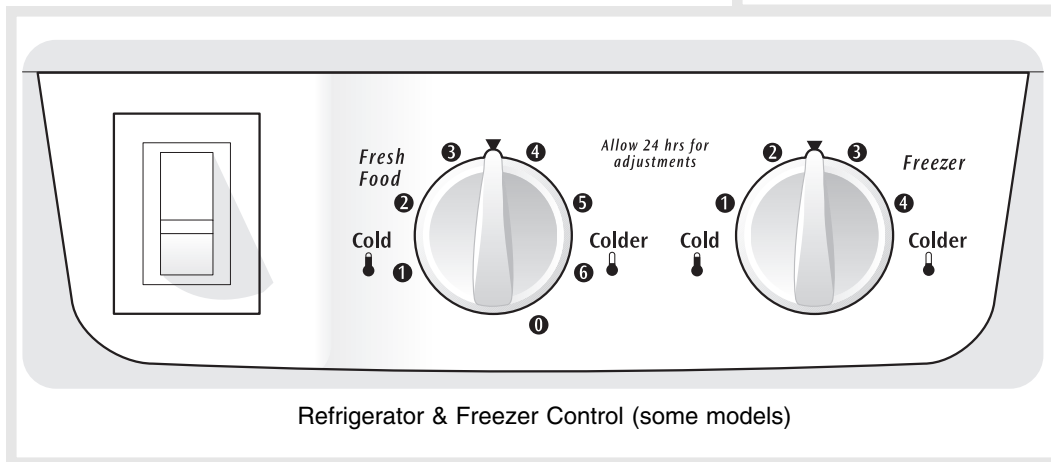 Fresh
Food
3
4
2
5
Cold
Colder
1
6
0
Allow 24 hrs for
adjustments
2
3
Freezer
1
4
Cold
Colder
Refrigerator & Freezer Control (some models)